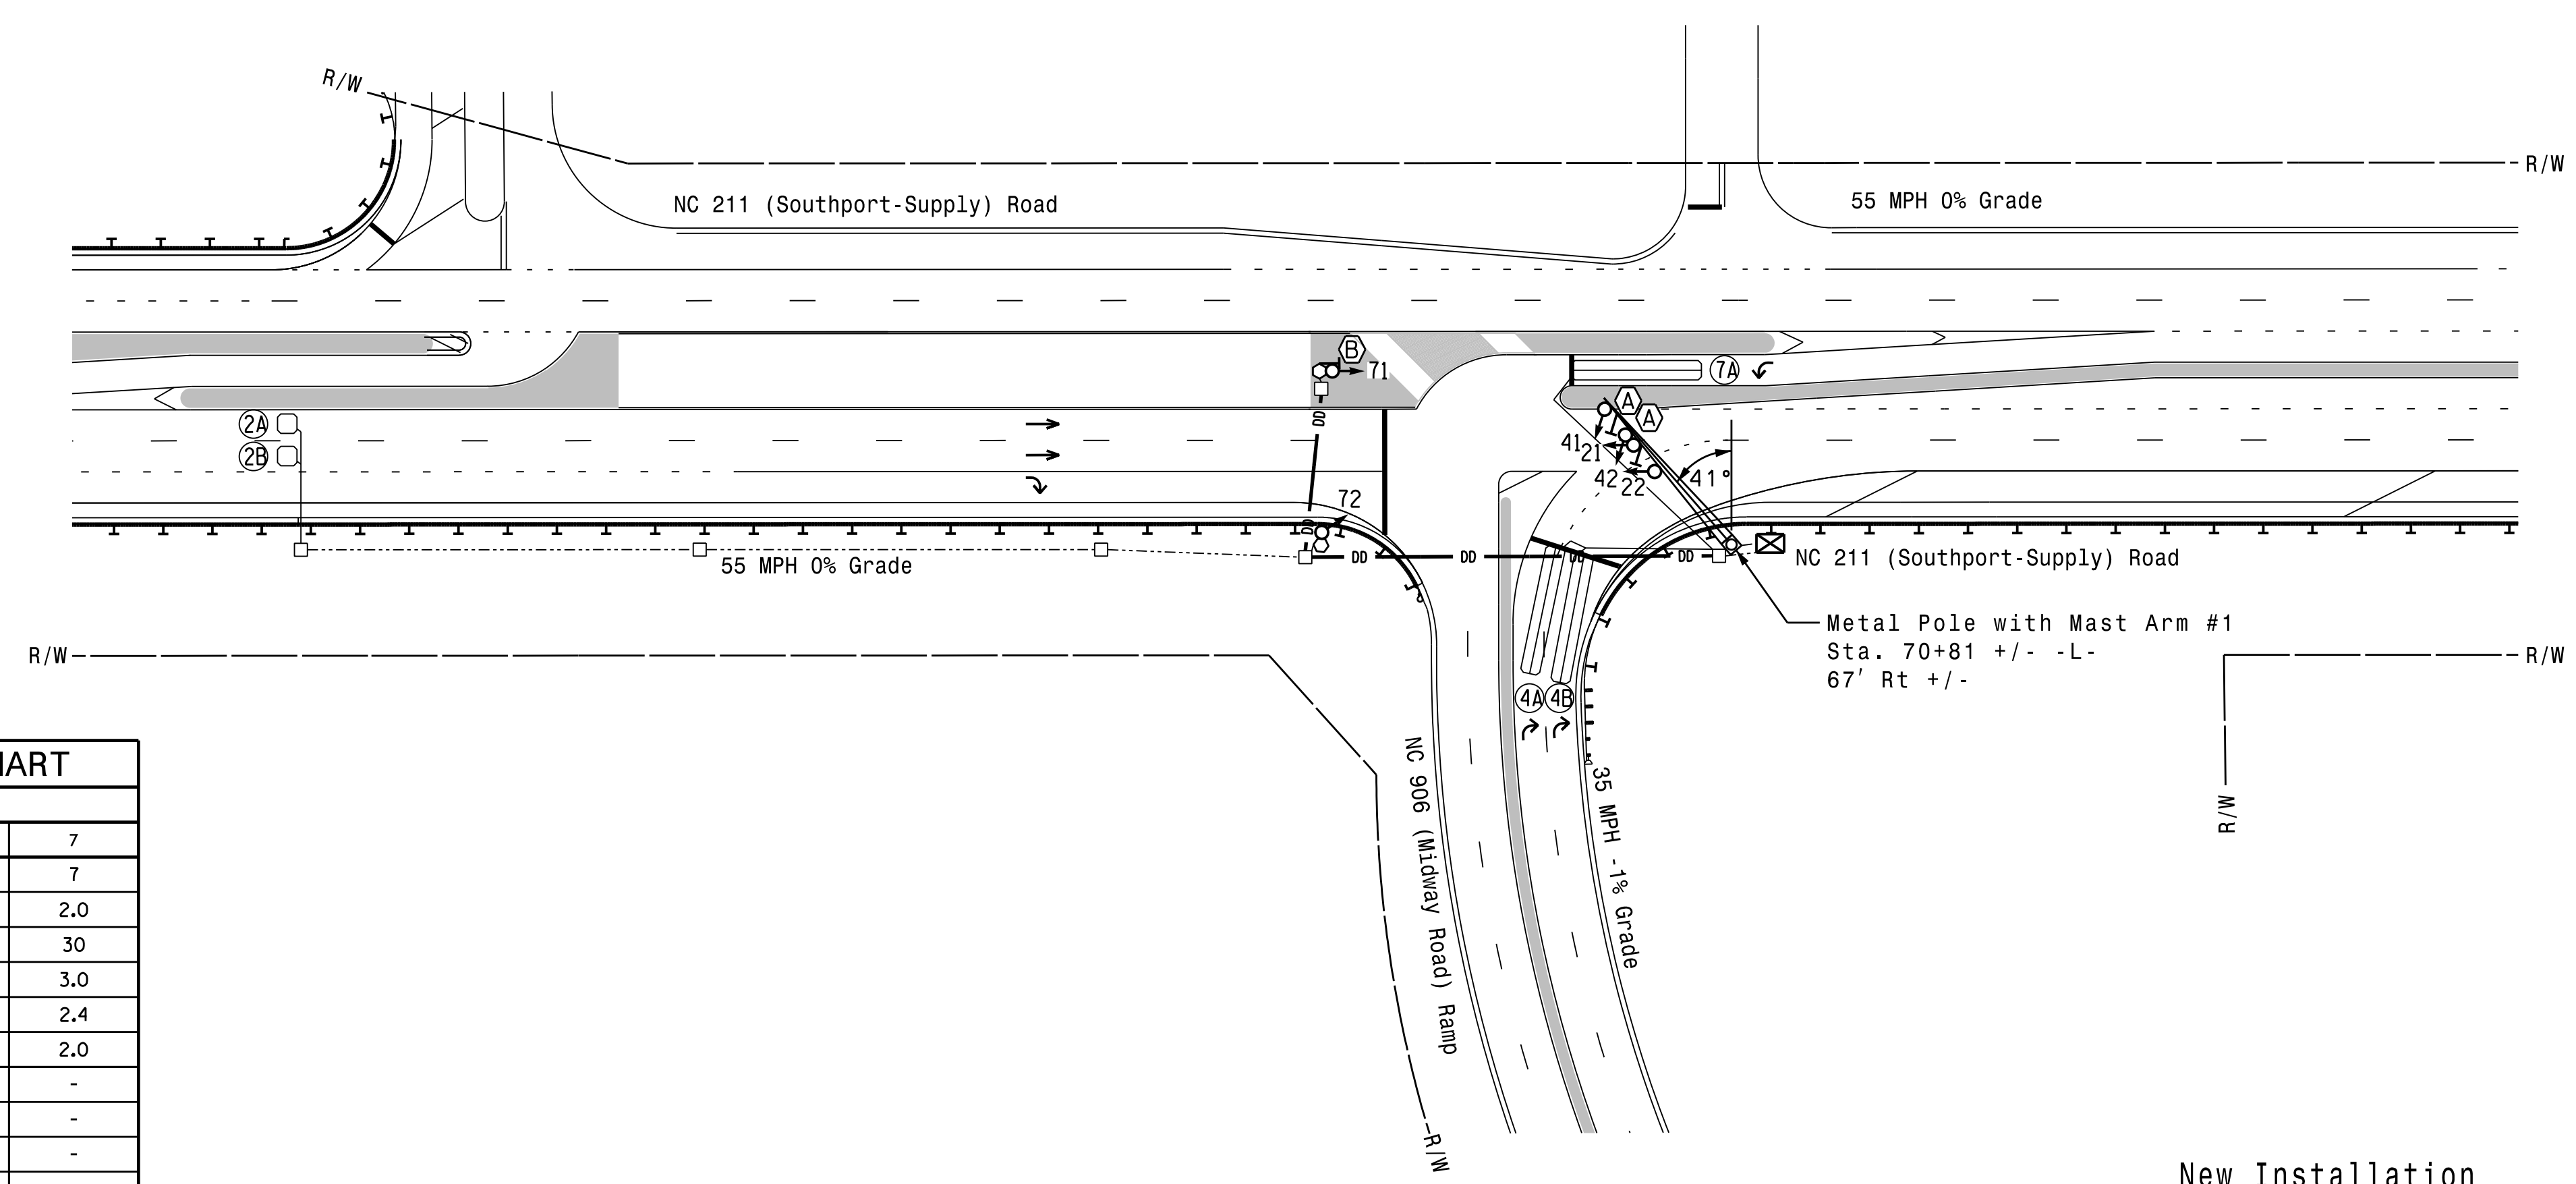 R/W
R/W
NC 211 (Southport-Supply) Road
55 MPH 0% Grade
B
71
7A
2A
2B
A
A
41
21
42
22
41°
DD
DD
72
DD
DD
DD
DD
55 MPH 0% Grade
NC 211 (Southport-Supply) Road
Metal Pole with Mast Arm #1
Sta. 70+81 +/- -L-
67' Rt +/-
R/W
R/W
R/W
4A
4B
NC 906 (Midway Road) Ramp
35 MPH -1% Grade
R/W
HART
7
7
2.0
30
3.0
2.4
2.0
-
-
-
New Installation